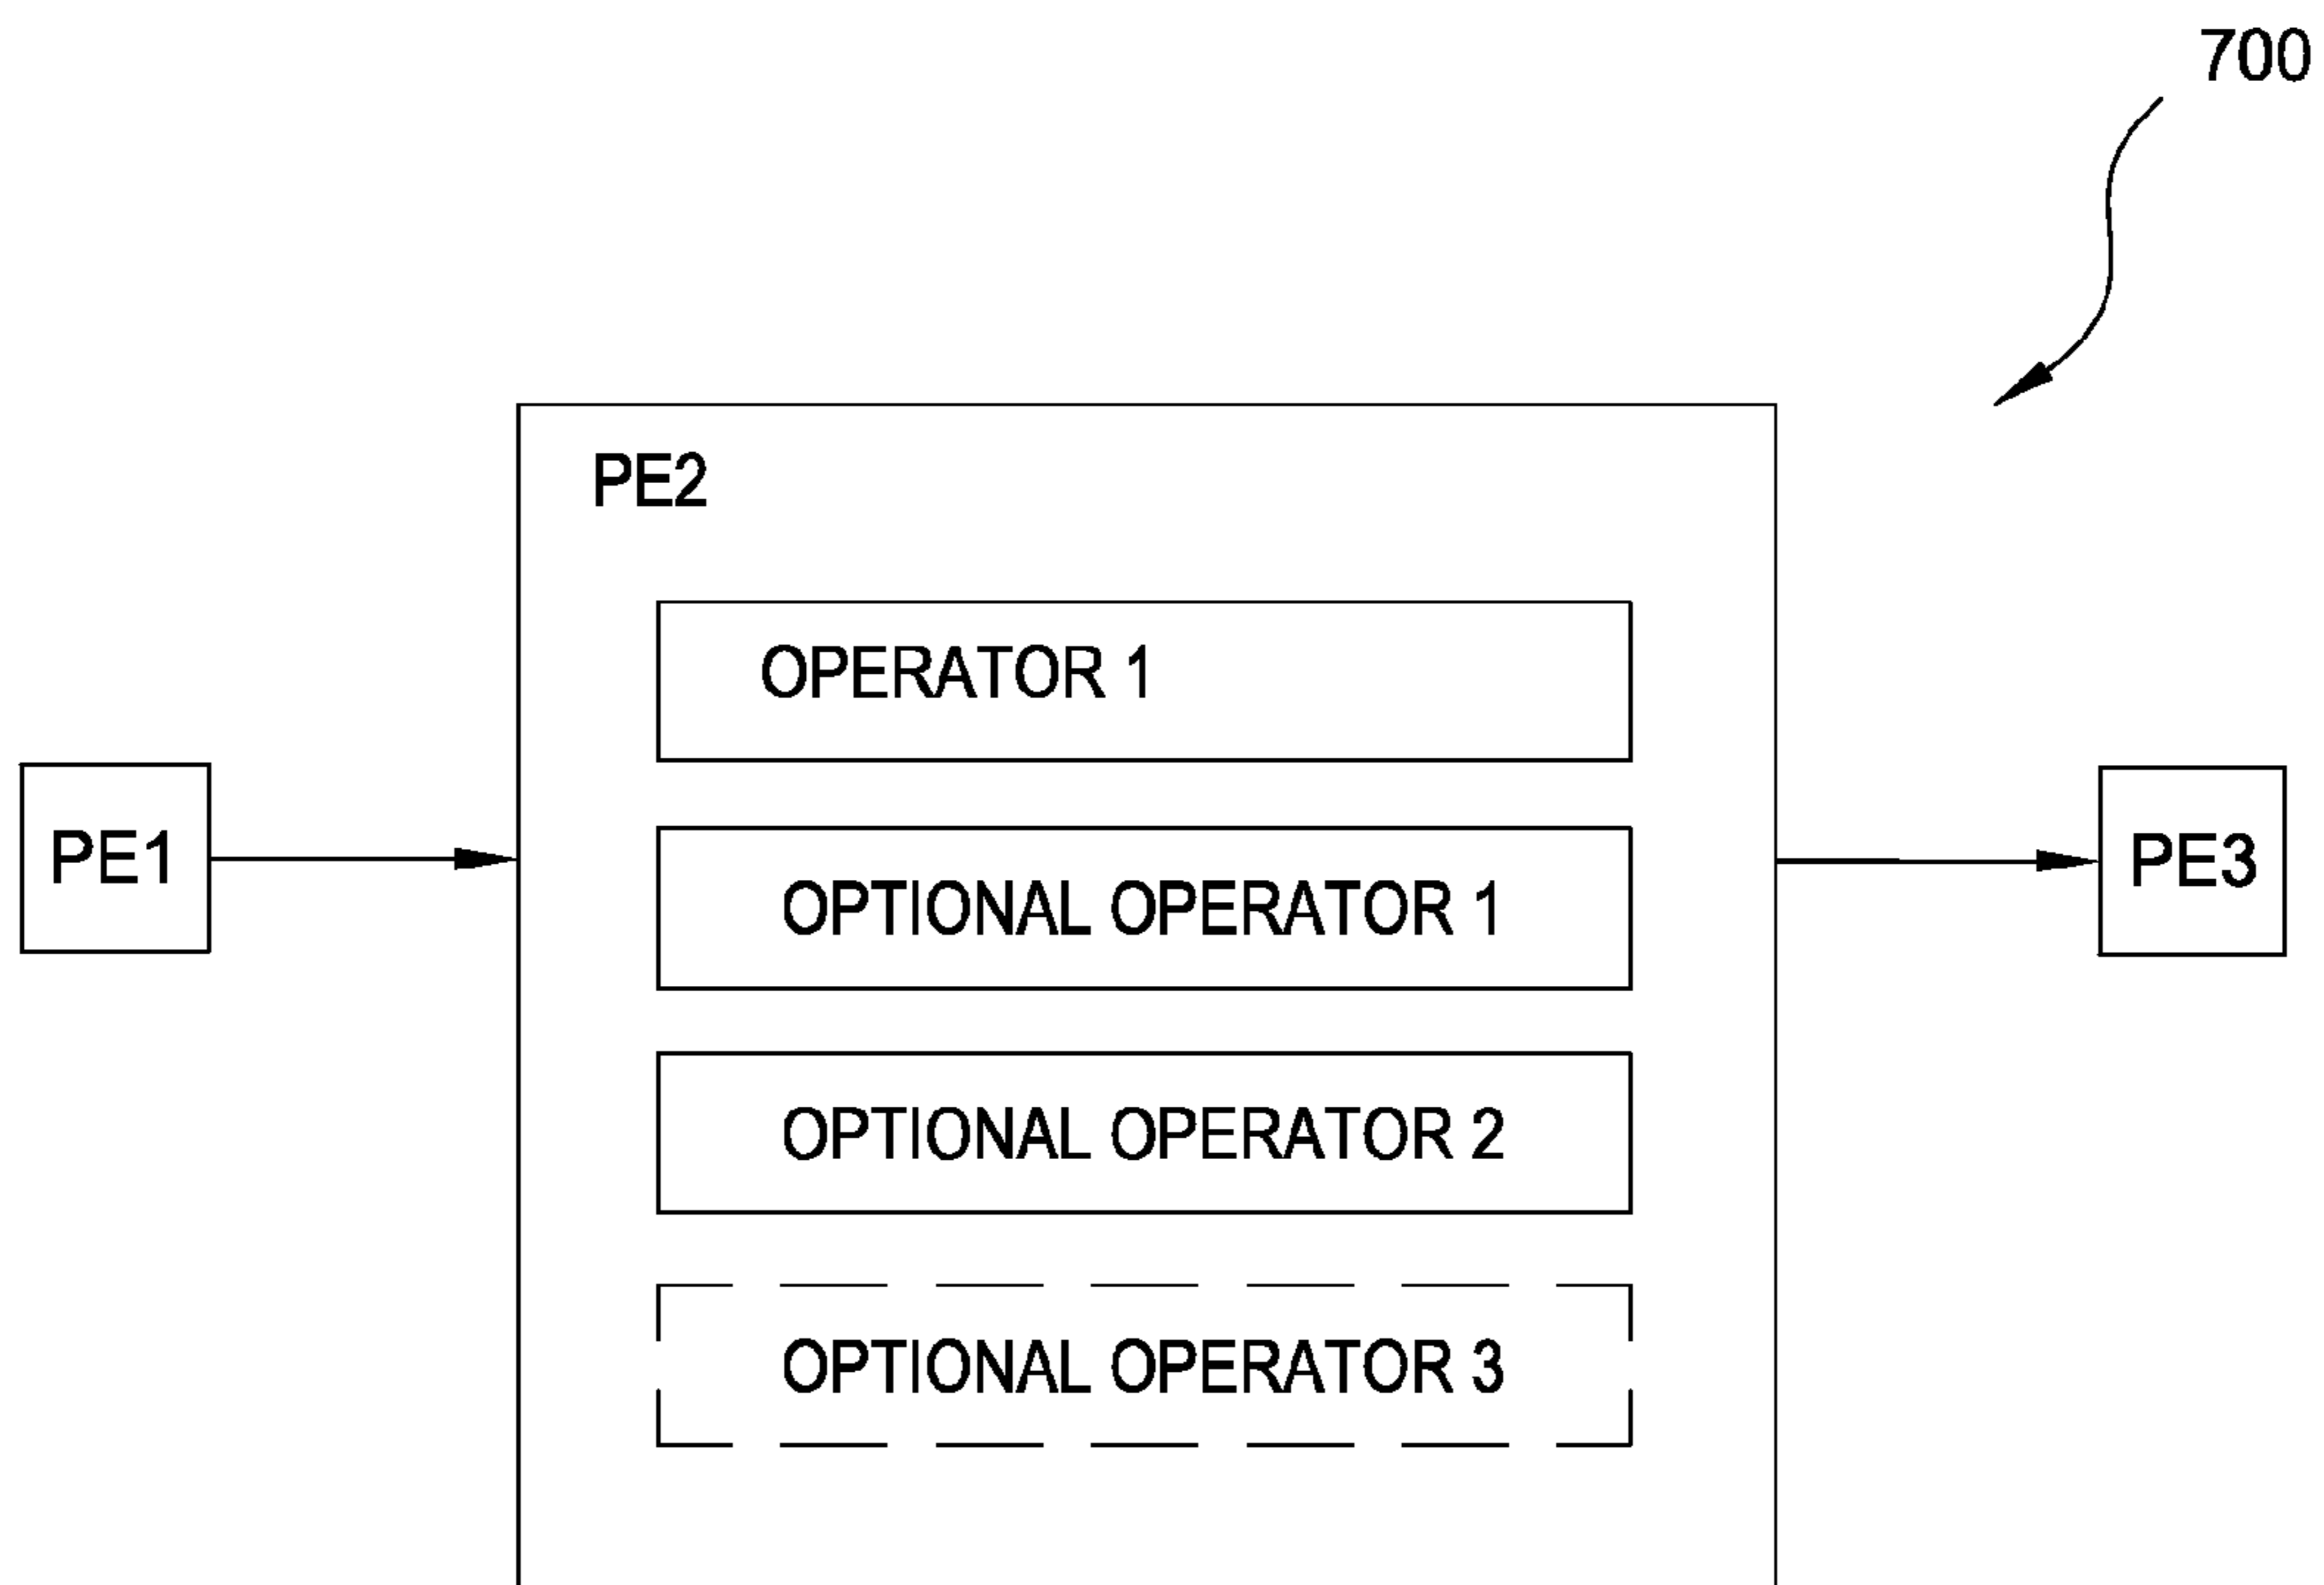 700
PE2
OPERATOR 1
PE1
PE3
OPTIONAL OPERATOR 1
OPTIONAL OPERATOR 2
OPTIONAL OPERATOR 3